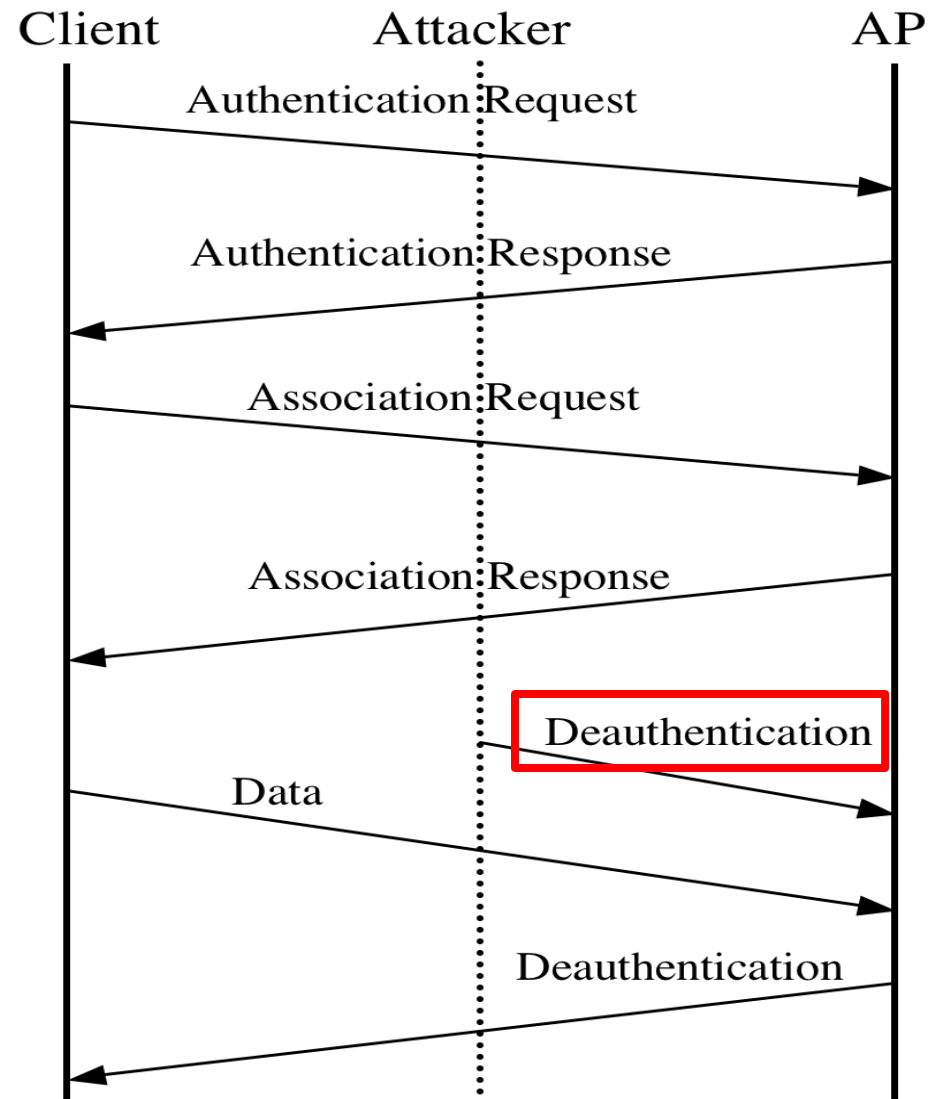 Client Attacker AP
Authentication Request
Authentication Response
Association Request
Association Response
Deauthentication
Data
Deauthentication